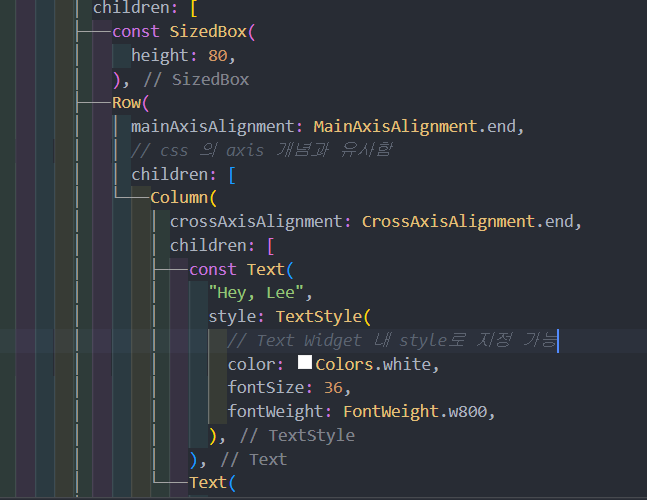 children: [
const SizedBox(
height: 80,
), // SizedBox
Row(
mainAxisAlignment: MainAxisAlignment.end,
// css 의 axis 개념과 유사함
children: [
Column(
crossAxisAlignment: CrossAxisAlignment.end,
children: [
const Text(
"Hey, Lee",
style: TextStyle(
// Text Widget 내 style로 지정 가능
color: Colors.white,
fontSize: 36,
fontWeight: FontWeight.w800,
), // TextStyle
), // Text
Text(